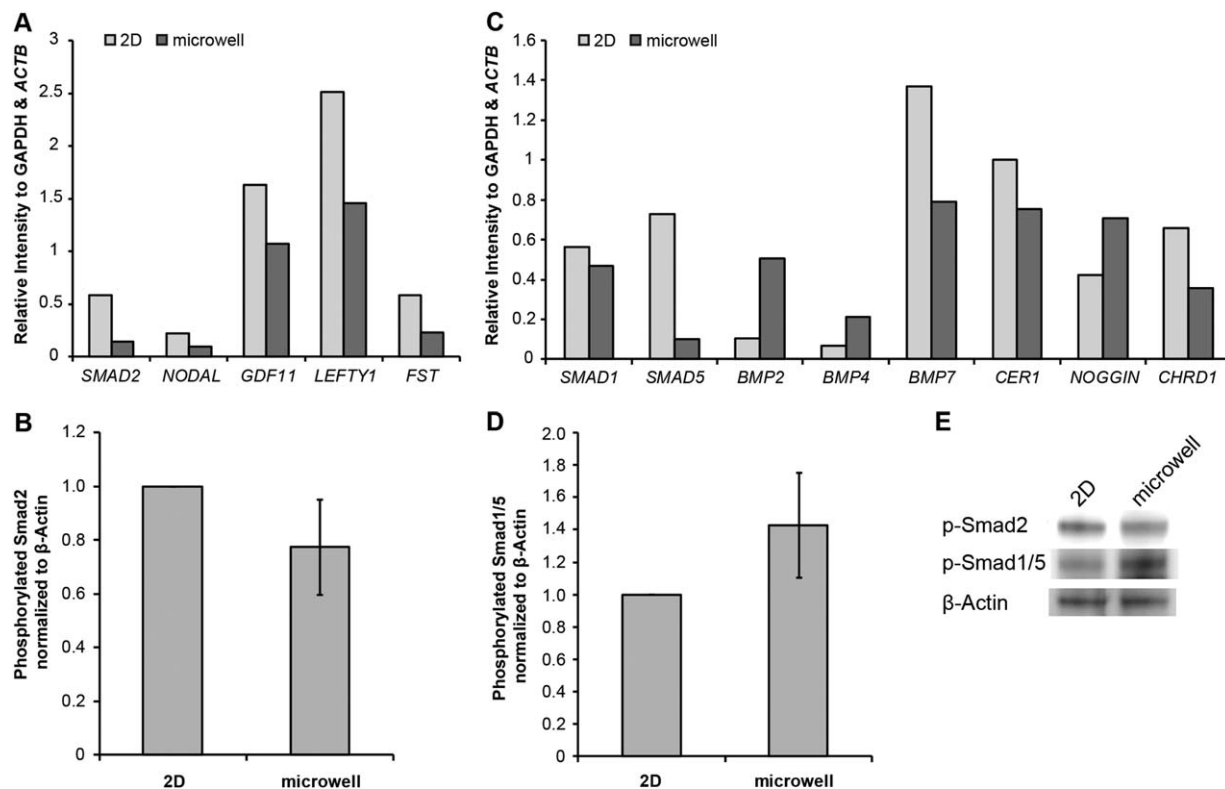 A
2D microwell
Relative Intensity to GAPDH & ACTB
3
2.5
2
1.5
1
0.5
0
SMAD2 NODAL GDF11 LEFTY1 FST
C
2D microwell
Relative Intensity to GAPDH & ACTB
1.6
1.4
1.2
1
0.8
0.6
0.4
0.2
0
SMAD1 SMAD5 BMP2 BMP4 BMP7 CER1 NOGGIN CHRD1
B
Phosphorylated Smad2
normalized to β-Actin
1.2
1.0
0.8
0.6
0.4
0.2
0
2D microwell
D
Phosphorylated Smad1/5
normalized to β-Actin
2.0
1.8
1.6
1.4
1.2
1.0
0.8
0.6
0.4
0.2
0
2D microwell
E
2D microwell
p-Smad2
p-Smad1/5
β-Actin